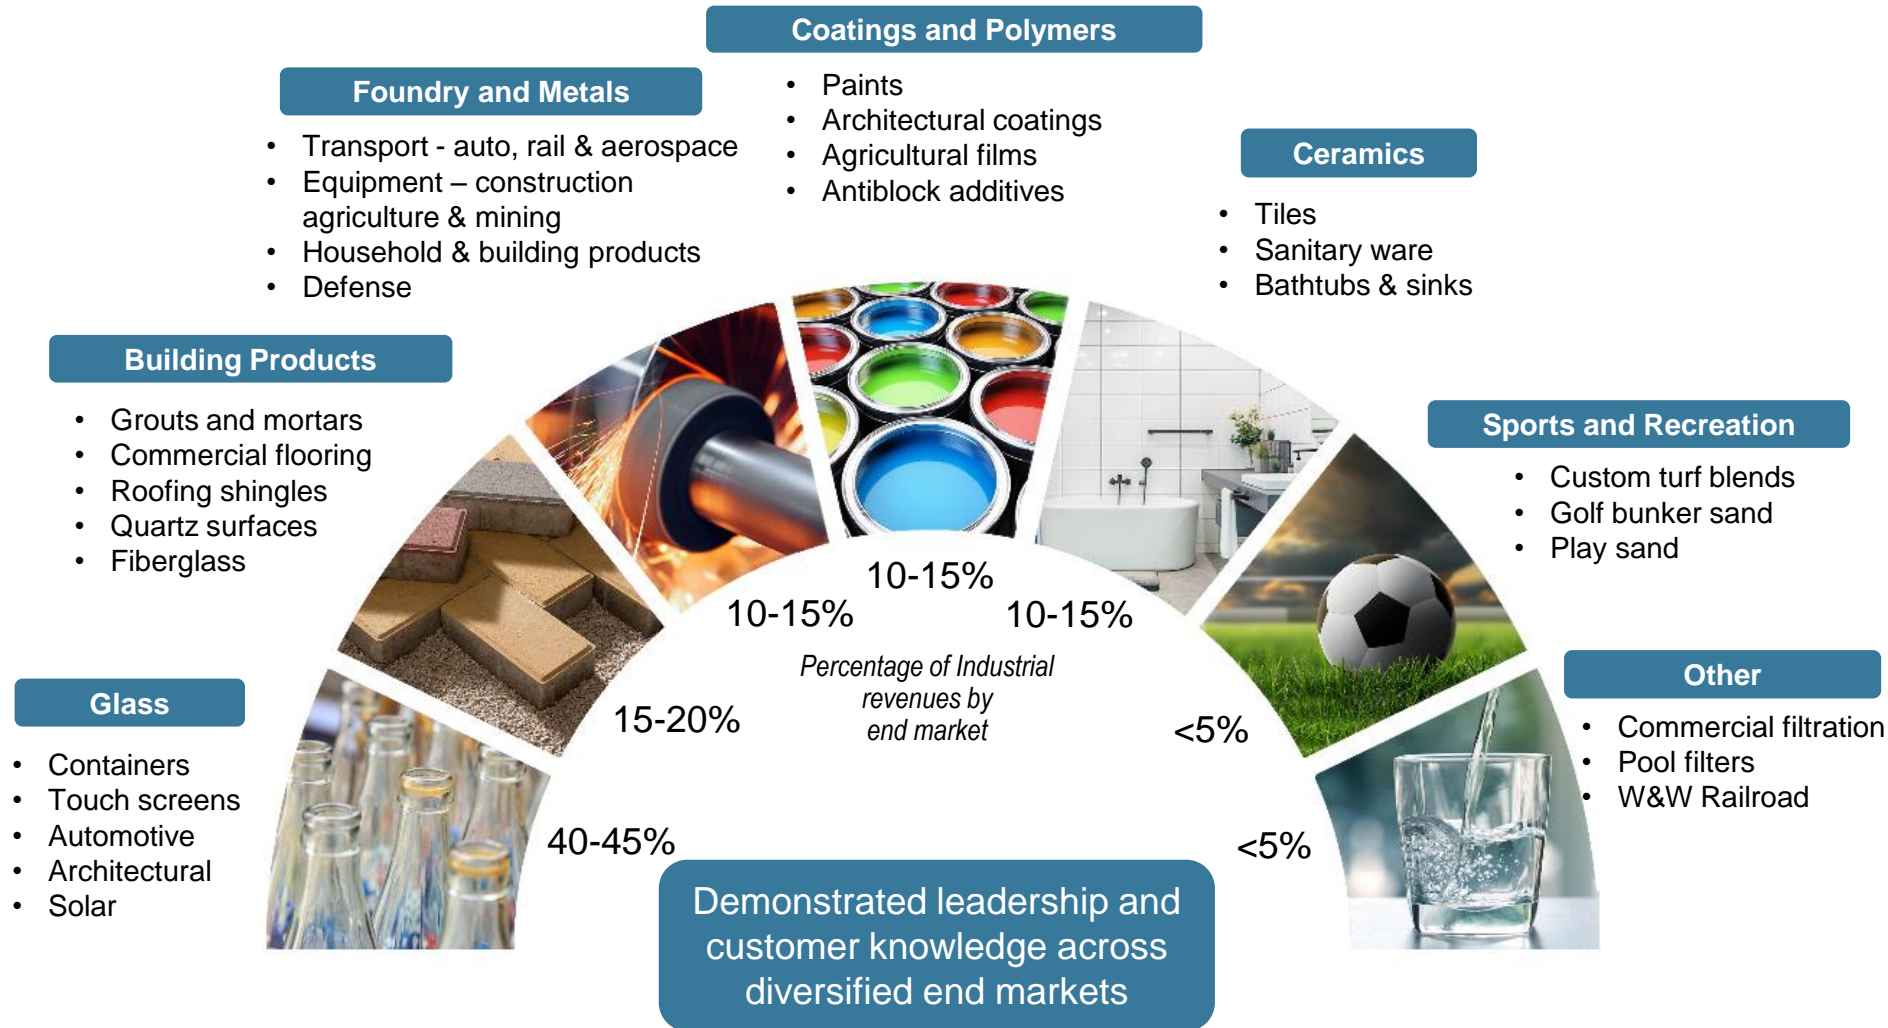 Coatings and Polymers
• Paints
• Architectural coatings
• Agricultural films
• Antiblock additives
Foundry and Metals
• Transport - auto, rail & aerospace
• Equipment – construction
agriculture & mining
• Household & building products
• Defense
Ceramics
• Tiles
• Sanitary ware
• Bathtubs & sinks
Building Products
• Grouts and mortars
• Commercial flooring
• Roofing shingles
• Quartz surfaces
• Fiberglass
Sports and Recreation
• Custom turf blends
• Golf bunker sand
• Play sand
Glass
• Containers
• Touch screens
• Automotive
• Architectural
• Solar
Other
• Commercial filtration
• Pool filters
• W&W Railroad
40-45%
15-20%
10-15%
10-15%
10-15%
<5%
<5%
Percentage of Industrial
revenues by
end market
Demonstrated leadership and
customer knowledge across
diversified end markets